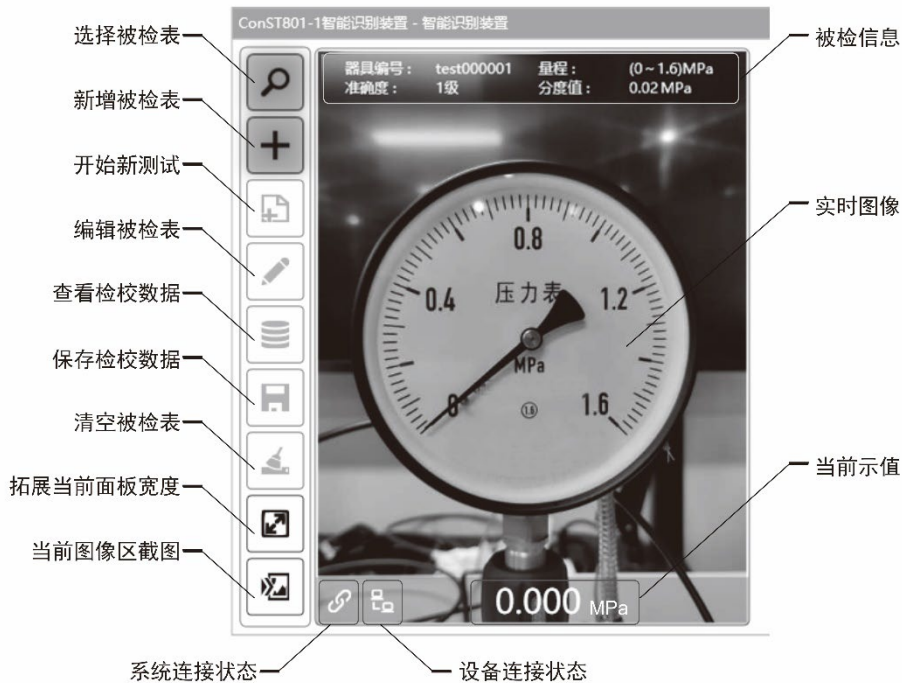 ConST801-1智能识别装置 - 智能识别装置
选择被检表
新增被检表
开始新测试
编辑被检表
查看检校数据
保存检校数据
清空被检表
拓展当前面板宽度
当前图像区截图
器具编号： test000001 量程： (0~1.6)MPa
准确度： 1级 分度值： 0.02 MPa
0.8
0.4 压力表 1.2
MPa
0 1.6 1.6
0.000 MPa
被检信息
实时图像
当前示值
系统连接状态 设备连接状态